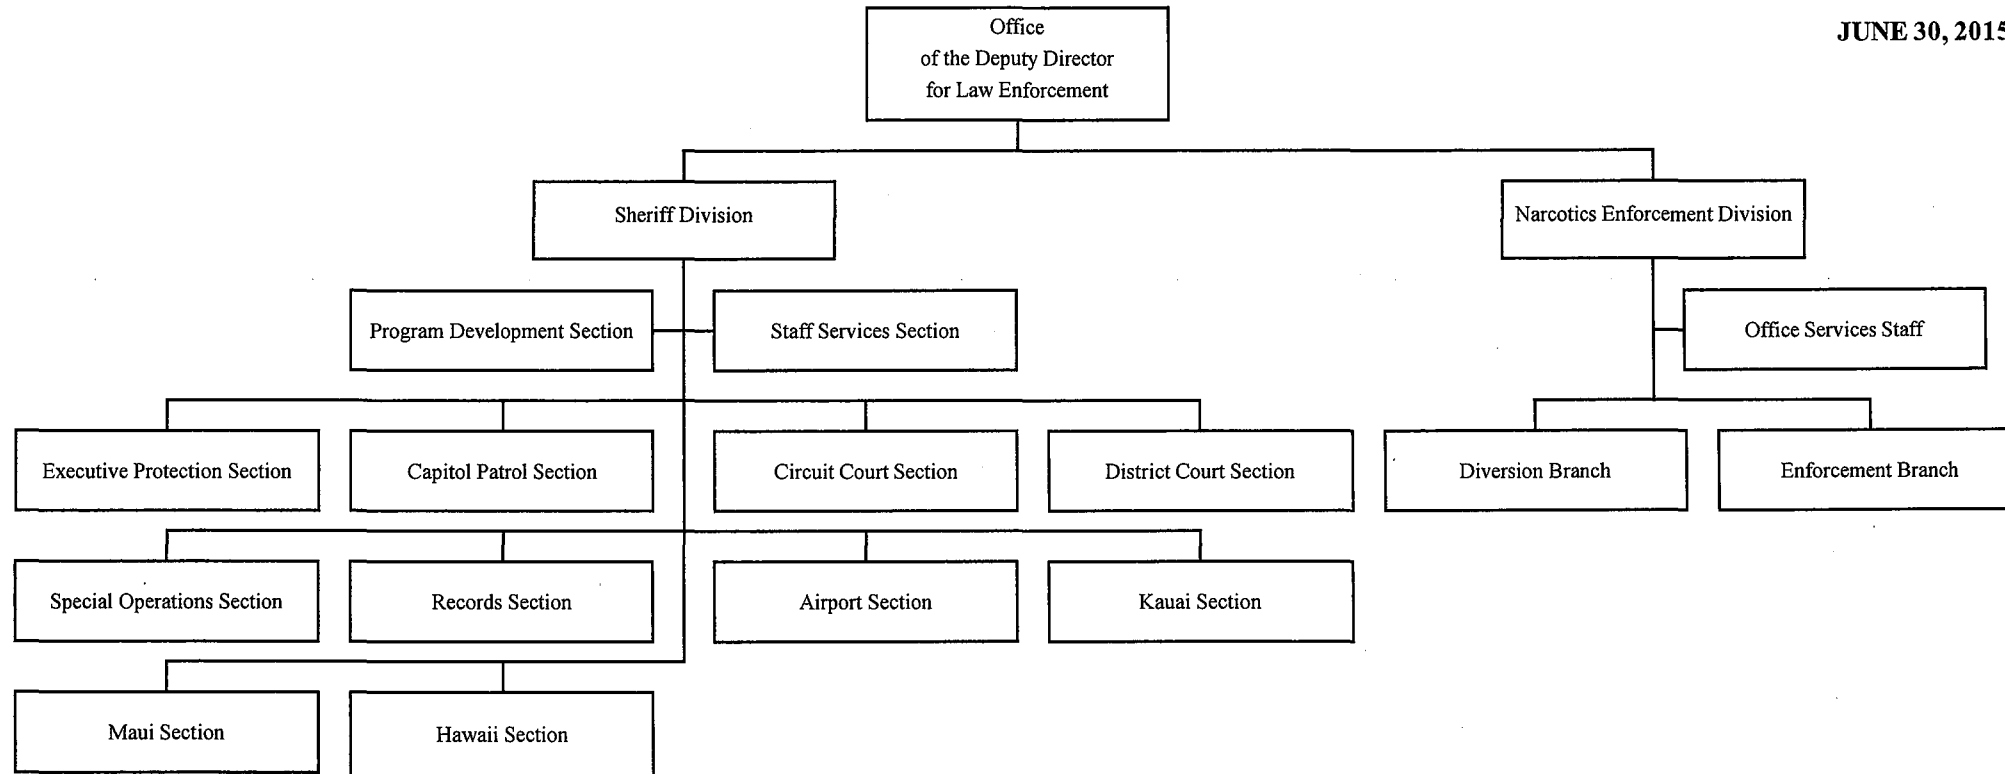 JUNE 30, 2015
Office
of the Deputy Director
for Law Enforcement
Sheriff Division
Narcotics Enforcement Division
Program Development Section
Staff Services Section
Office Services Staff
Executive Protection Section
Capitol Patrol Section
Circuit Court Section
District Court Section
Diversion Branch
Enforcement Branch
Special Operations Section
Records Section
Airport Section
Kauai Section
Maui Section
Hawaii Section